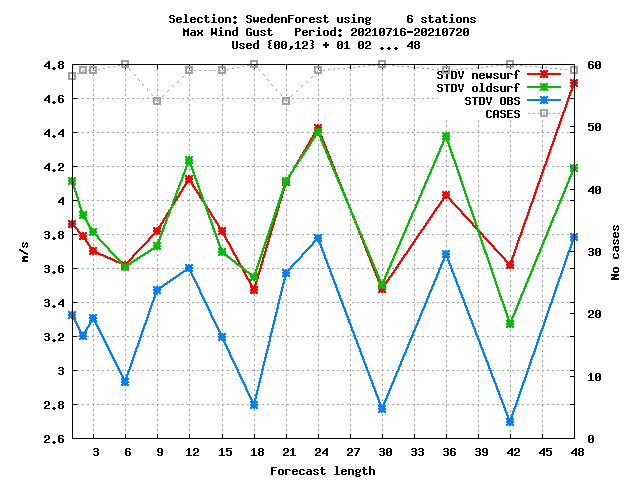 Selection: SwedenForest using     6 stations
Max Wind Gust   Period: 20210716-20210720
Used {00,12} + 01 02 ... 48
STDV newsurf
STDV oldsurf
STDV OBS
CASES
4.8
4.6
4.4
4.2
4
3.8
3.6
3.4
3.2
3
2.8
2.6
m/s
60
50
40
30
20
10
0
No cases
3 6 9 12 15 18 21 24 27 30 33 36 39 42 45 48
Forecast length